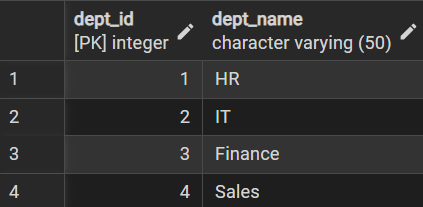 dept_id dept_name
[PK] integer character varying (50)
1 1 HR
2 2 IT
3 3 Finance
4 4 Sales